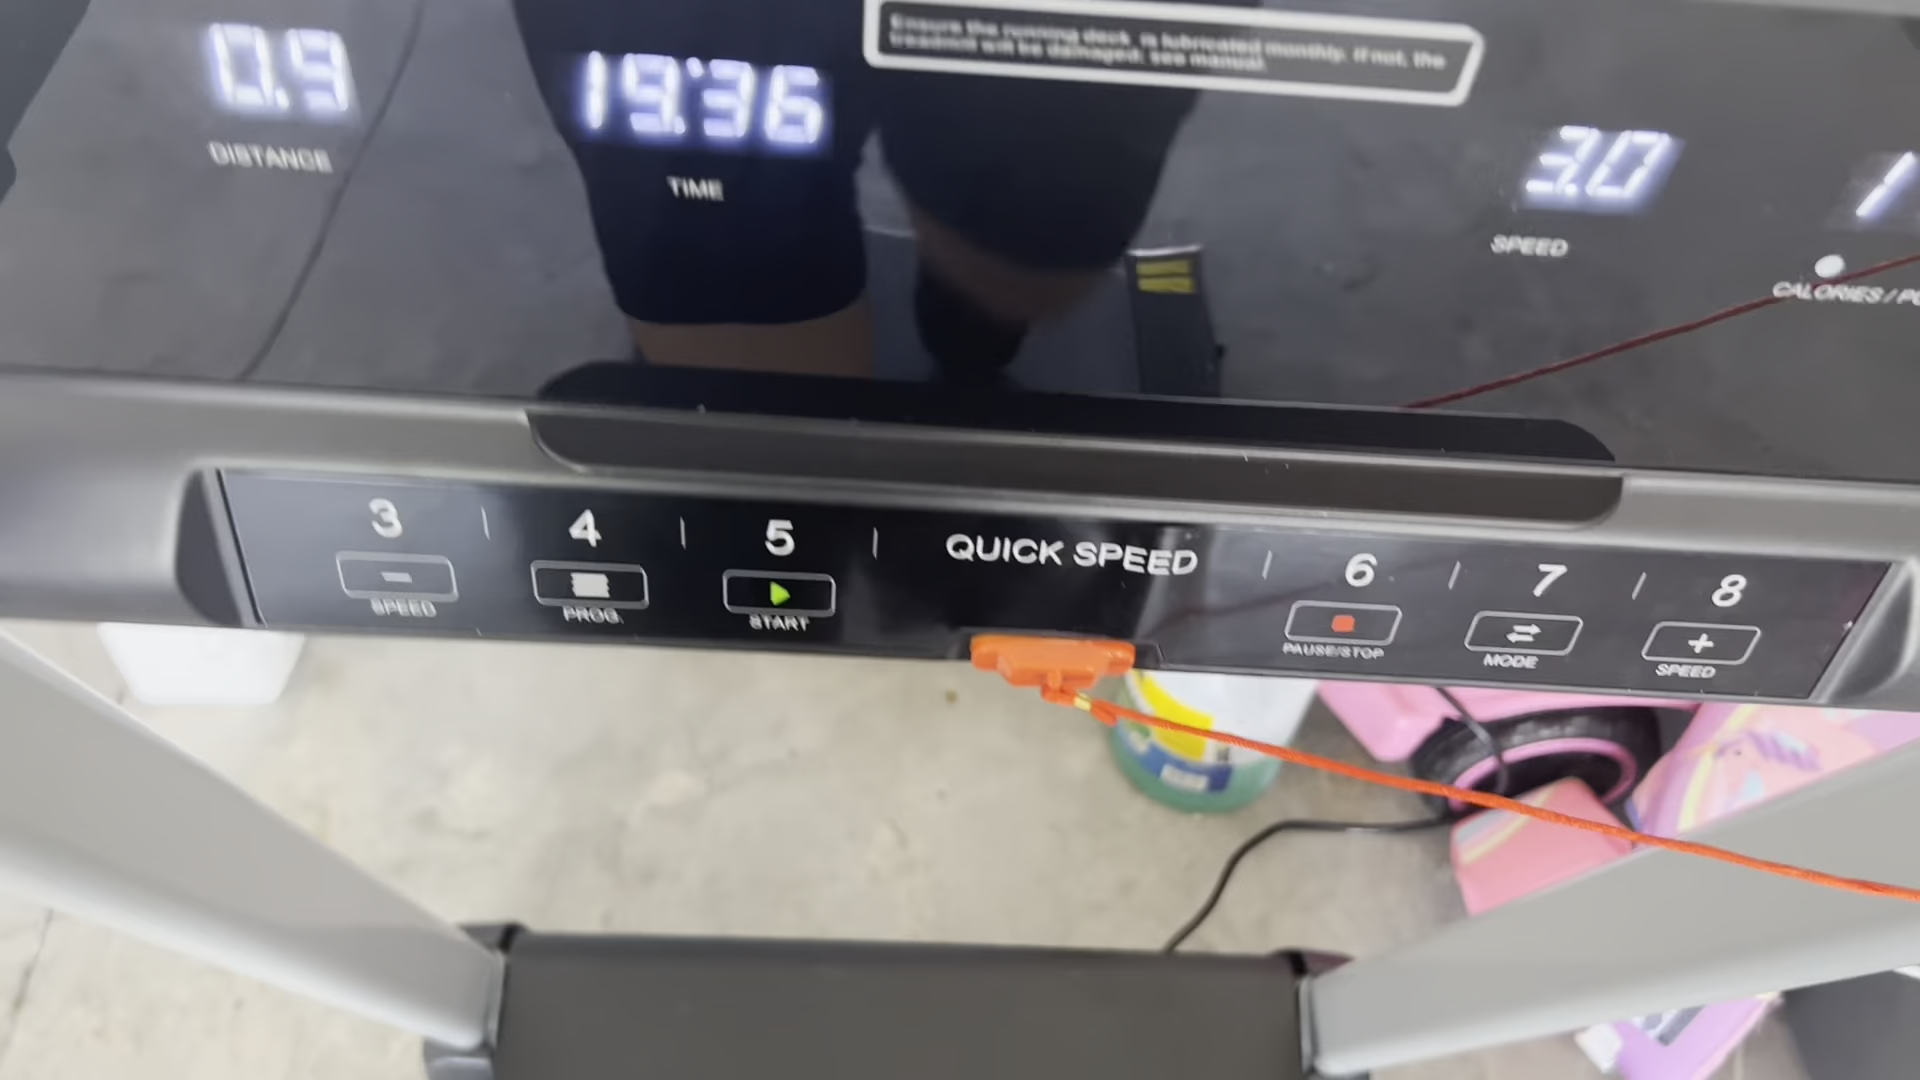 0.9
19:36
Ensure the running deck is lubricated monthly. If not, the
treadmill will be damaged; see manual.
3.0
DISTANCE
TIME
SPEED
CALORIES /
3 | 4 | 5 | QUICK SPEED | 6 | 7 | 8
SPEED PROG. START PAUSE/STOP MODE SPEED